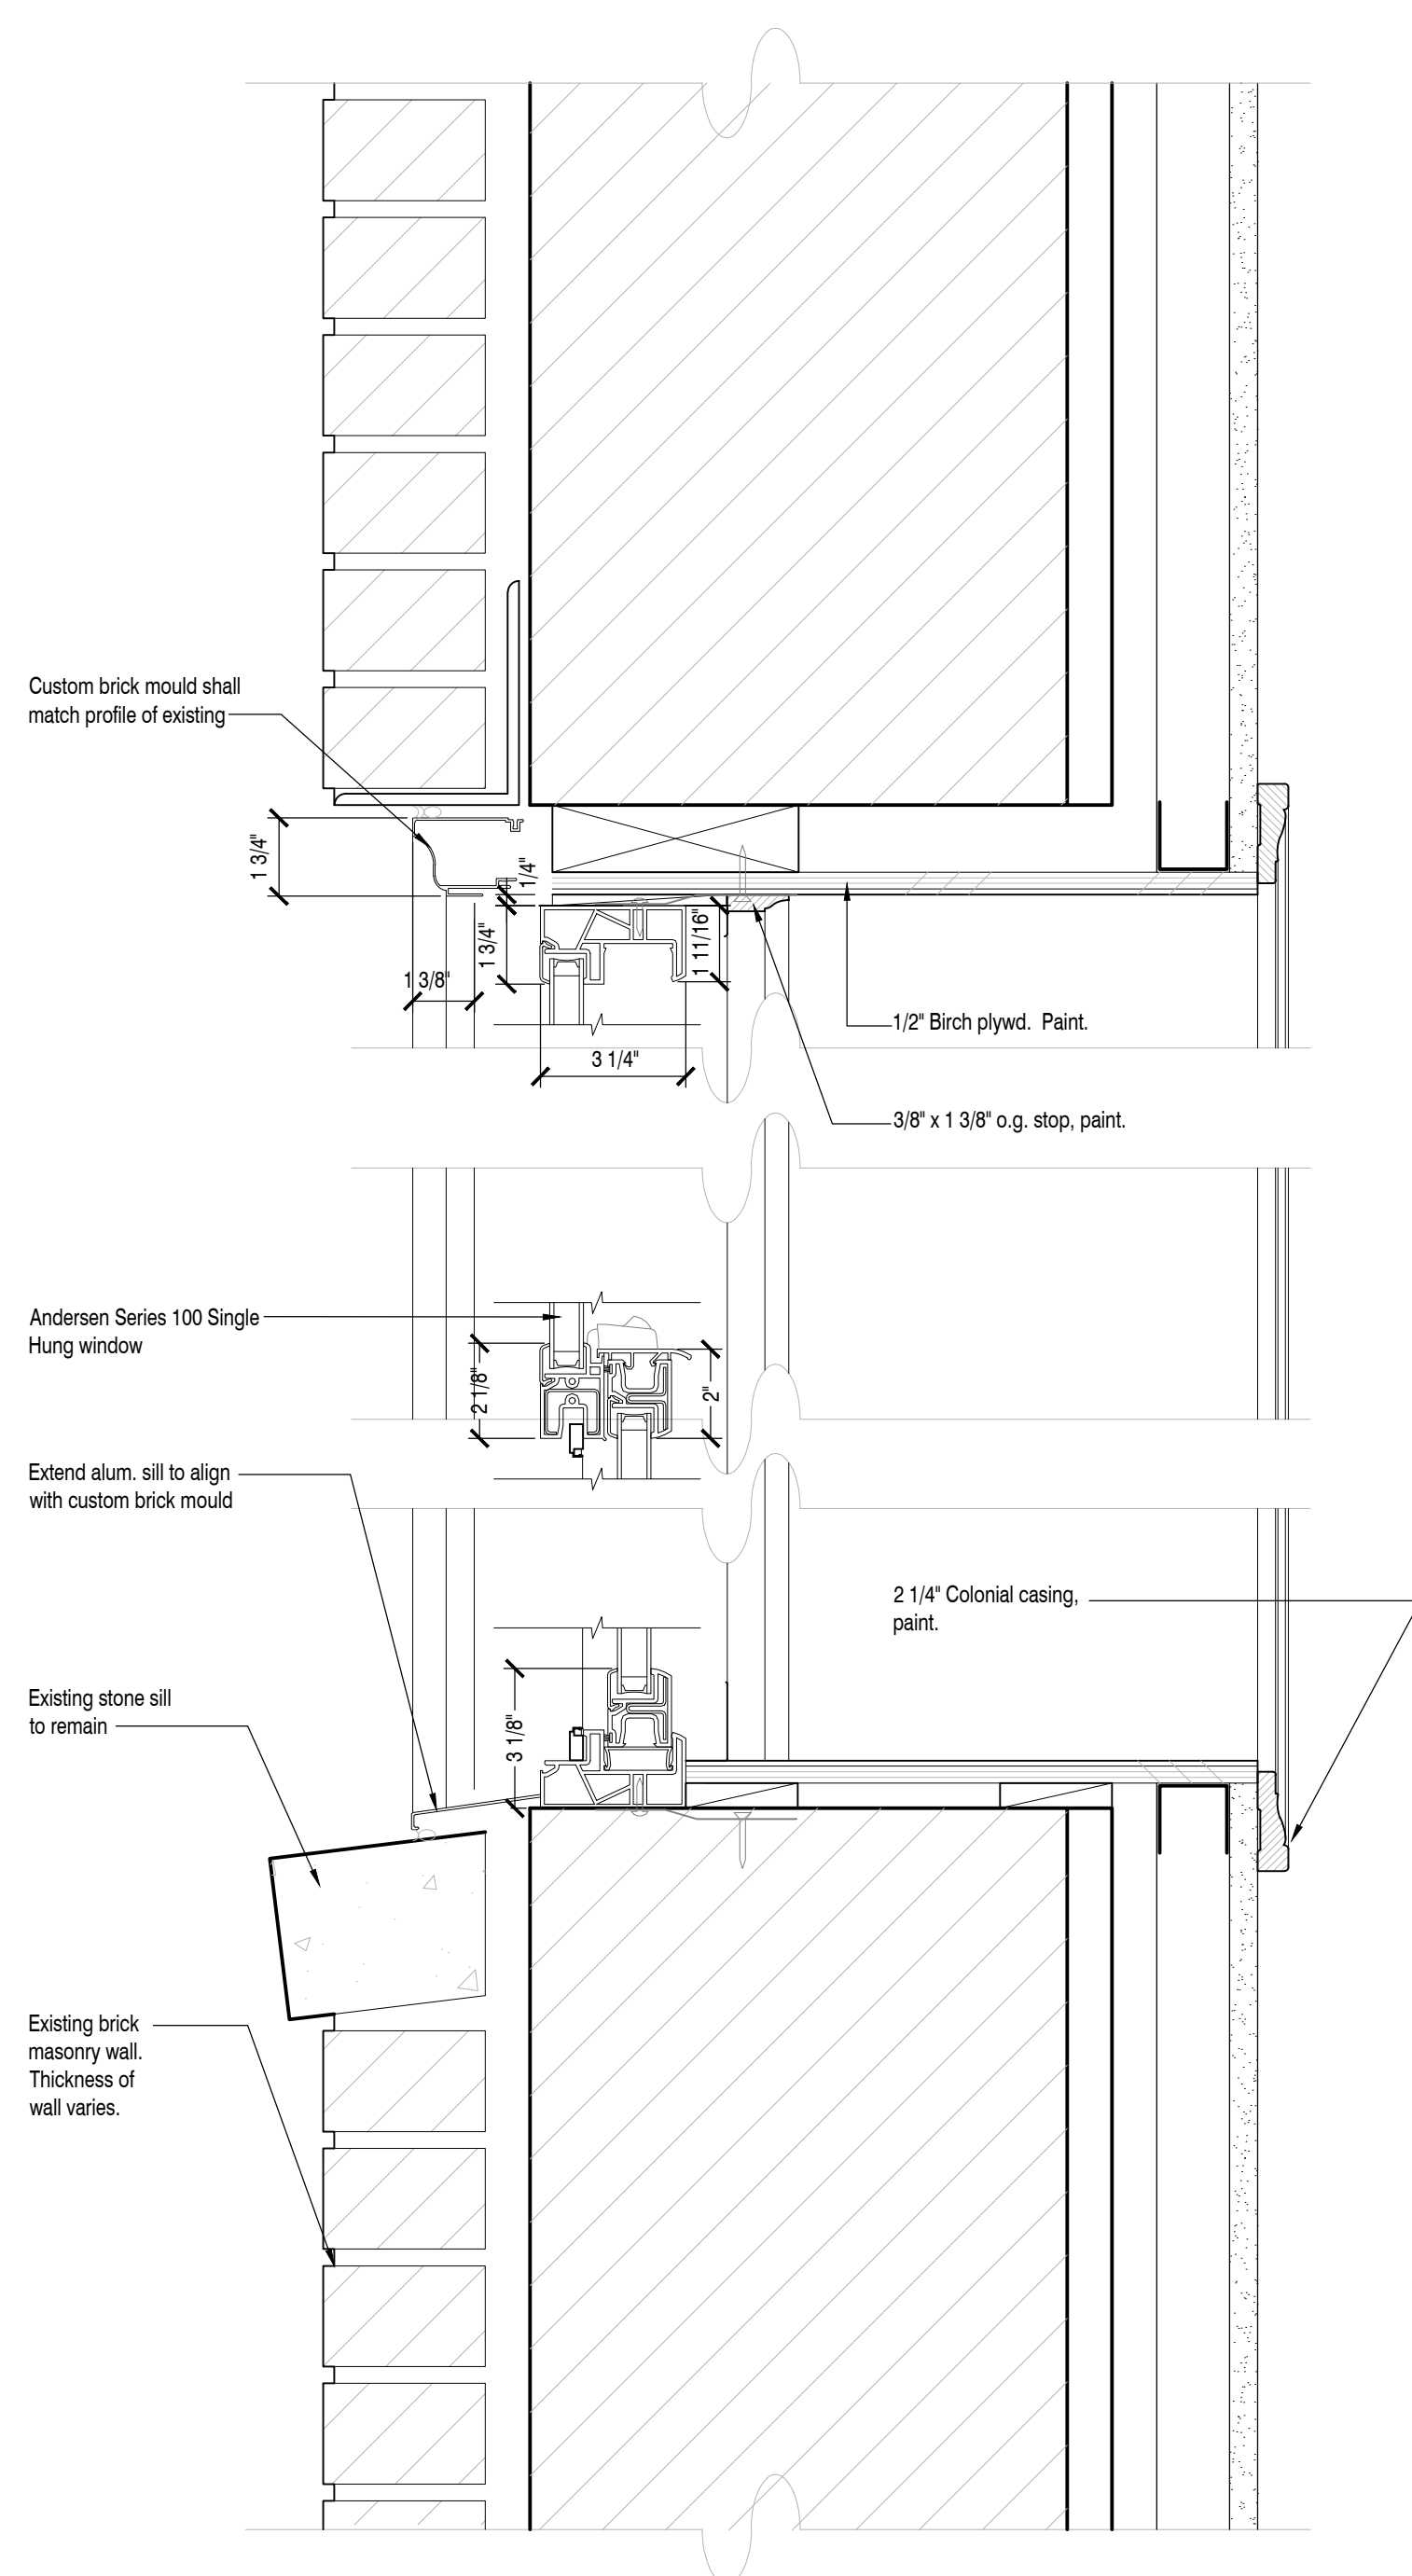 Custom brick mould shall
match profile of existing
1 3/4"
1/4"
1 3/4"
1 11/16"
1 3/8"
3 1/4"
1/2" Birch plywd.  Paint.
3/8" x 1 3/8" o.g. stop, paint.
Andersen Series 100 Single
Hung window
2 1/8"
2"
Extend alum. sill to align
with custom brick mould
2 1/4" Colonial casing,
paint.
Existing stone sill
to remain
3 1/8"
Existing brick
masonry wall.
Thickness of
wall varies.